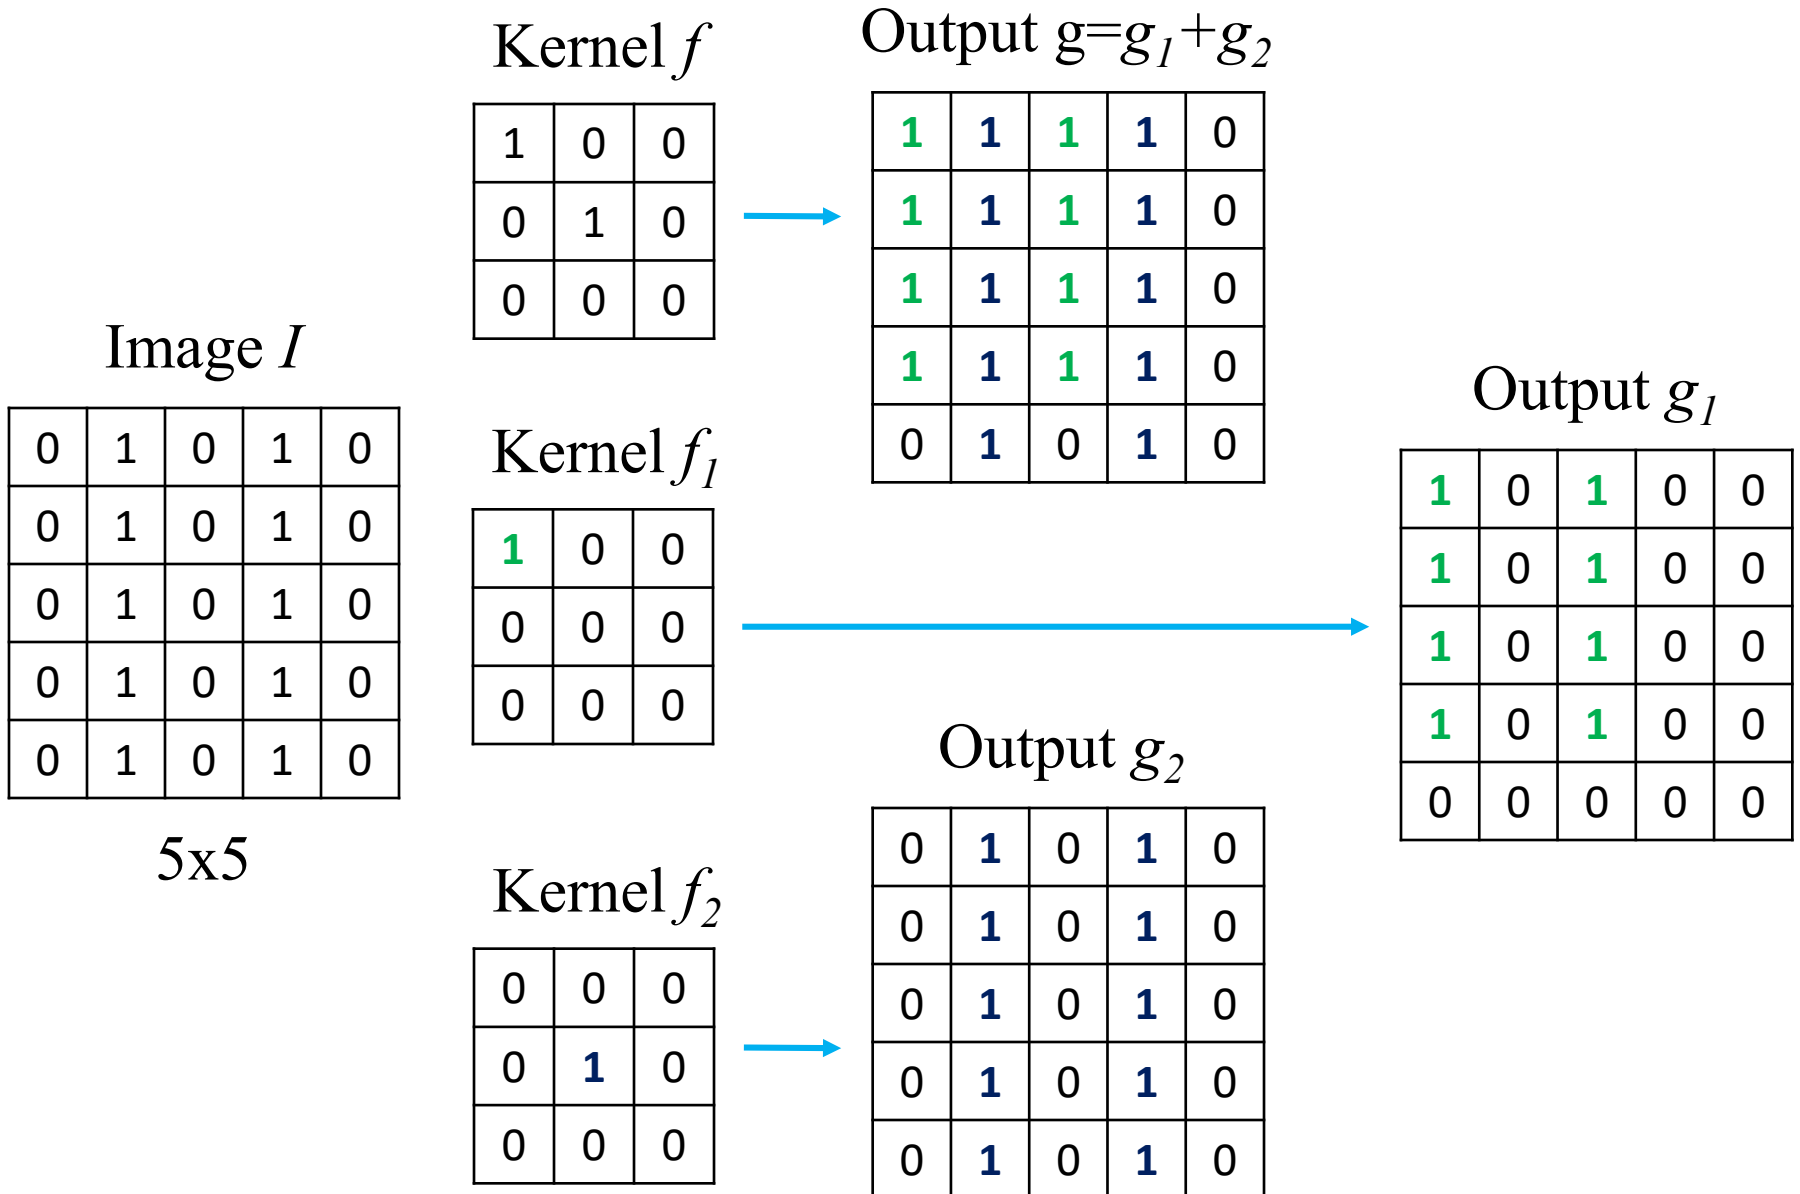 Kernel f
1 0 0
0 1 0
0 0 0
Output g=g1+g2
1 1 1 1 0
1 1 1 1 0
1 1 1 1 0
1 1 1 1 0
0 1 0 1 0
Image I
0 1 0 1 0
0 1 0 1 0
0 1 0 1 0
0 1 0 1 0
0 1 0 1 0
5x5
Kernel f1
1 0 0
0 0 0
0 0 0
Output g1
1 0 1 0 0
1 0 1 0 0
1 0 1 0 0
1 0 1 0 0
0 0 0 0 0
Kernel f2
0 0 0
0 1 0
0 0 0
Output g2
0 1 0 1 0
0 1 0 1 0
0 1 0 1 0
0 1 0 1 0
0 1 0 1 0